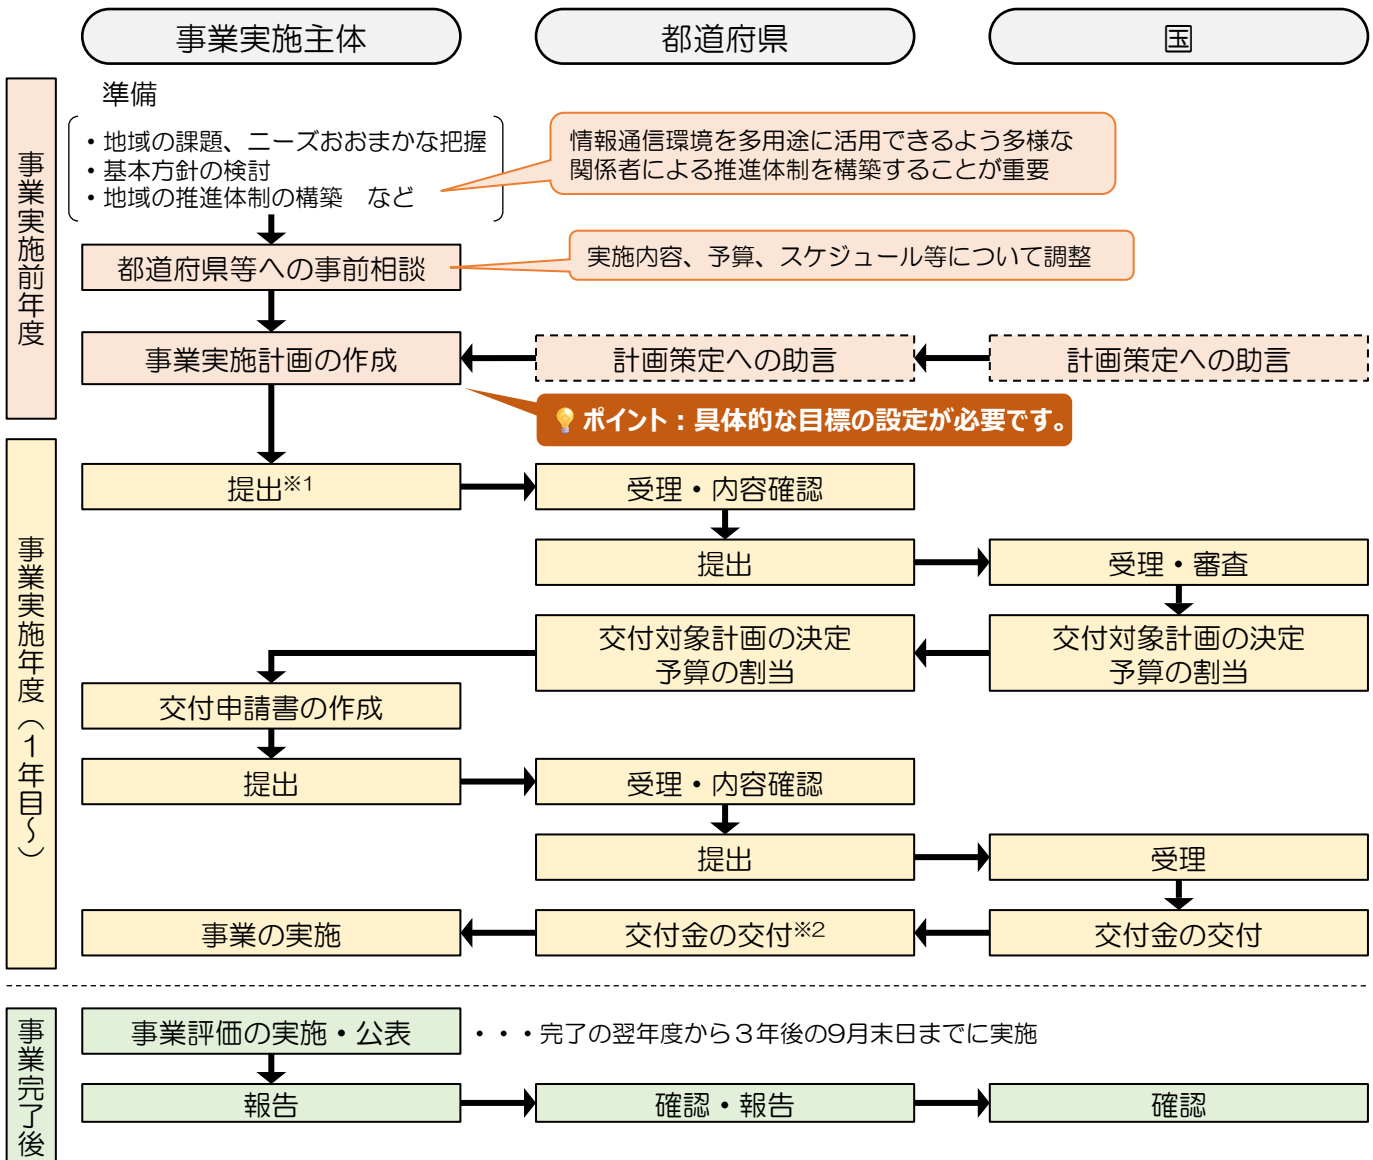 事業実施主体
都道府県
国
事業実施前年度
準備
・地域の課題、ニーズおおまかな把握
・基本方針の検討
・地域の推進体制の構築　など
情報通信環境を多用途に活用できるよう多様な
関係者による推進体制を構築することが重要
都道府県等への事前相談
実施内容、予算、スケジュール等について調整
事業実施計画の作成
計画策定への助言
計画策定への助言
💡ポイント：具体的な目標の設定が必要です。
事業実施年度（1年目～）
提出※1
受理・内容確認
提出
受理・審査
交付対象計画の決定
予算の割当
交付対象計画の決定
予算の割当
交付申請書の作成
提出
受理・内容確認
提出
受理
事業の実施
交付金の交付※2
交付金の交付
事業完了後
事業評価の実施・公表
・・・完了の翌年度から３年後の9月末日までに実施
報告
確認・報告
確認